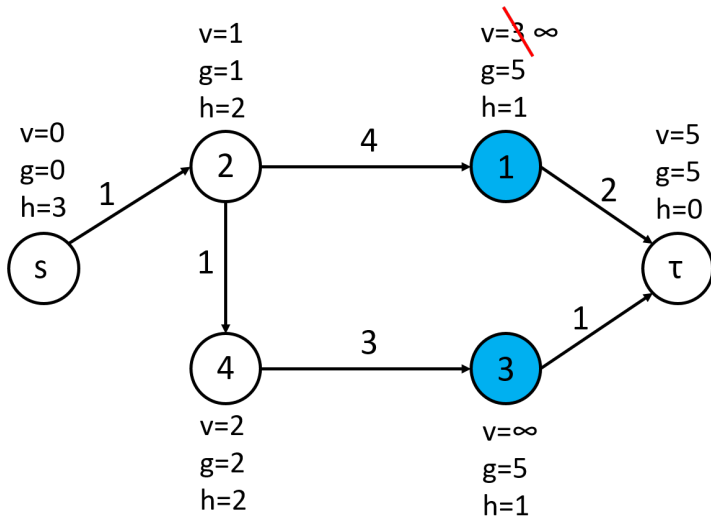 v=1
g=1
h=2
v=3 ∞
g=5
h=1
v=0
g=0
h=3
v=5
g=5
h=0
1
2
4
1
2
s
1
τ
1
4
3
3
1
v=2
g=2
h=2
v=∞
g=5
h=1